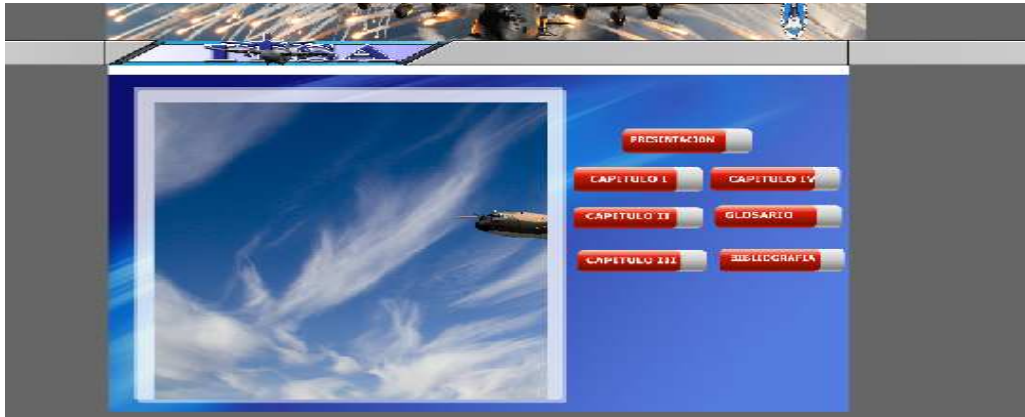 PRESENTACION
CAPITULO I
CAPITULO IV
CAPITULO II
GLOSARIO
CAPITULO III
BIBLIOGRAFIA